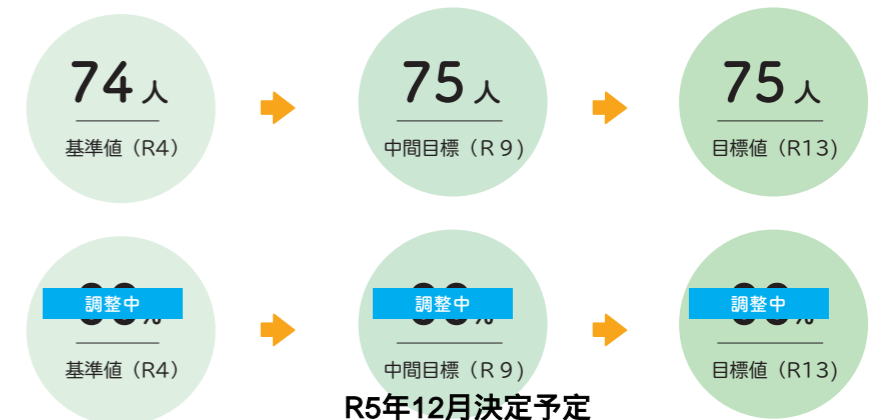 74人
75人
75人
基準値（R4）
中間目標（R９）
目標値（R13）
調整中
調整中
調整中
%
%
%
基準値（R4）
中間目標（R９）
目標値（R13）
R5年12月決定予定